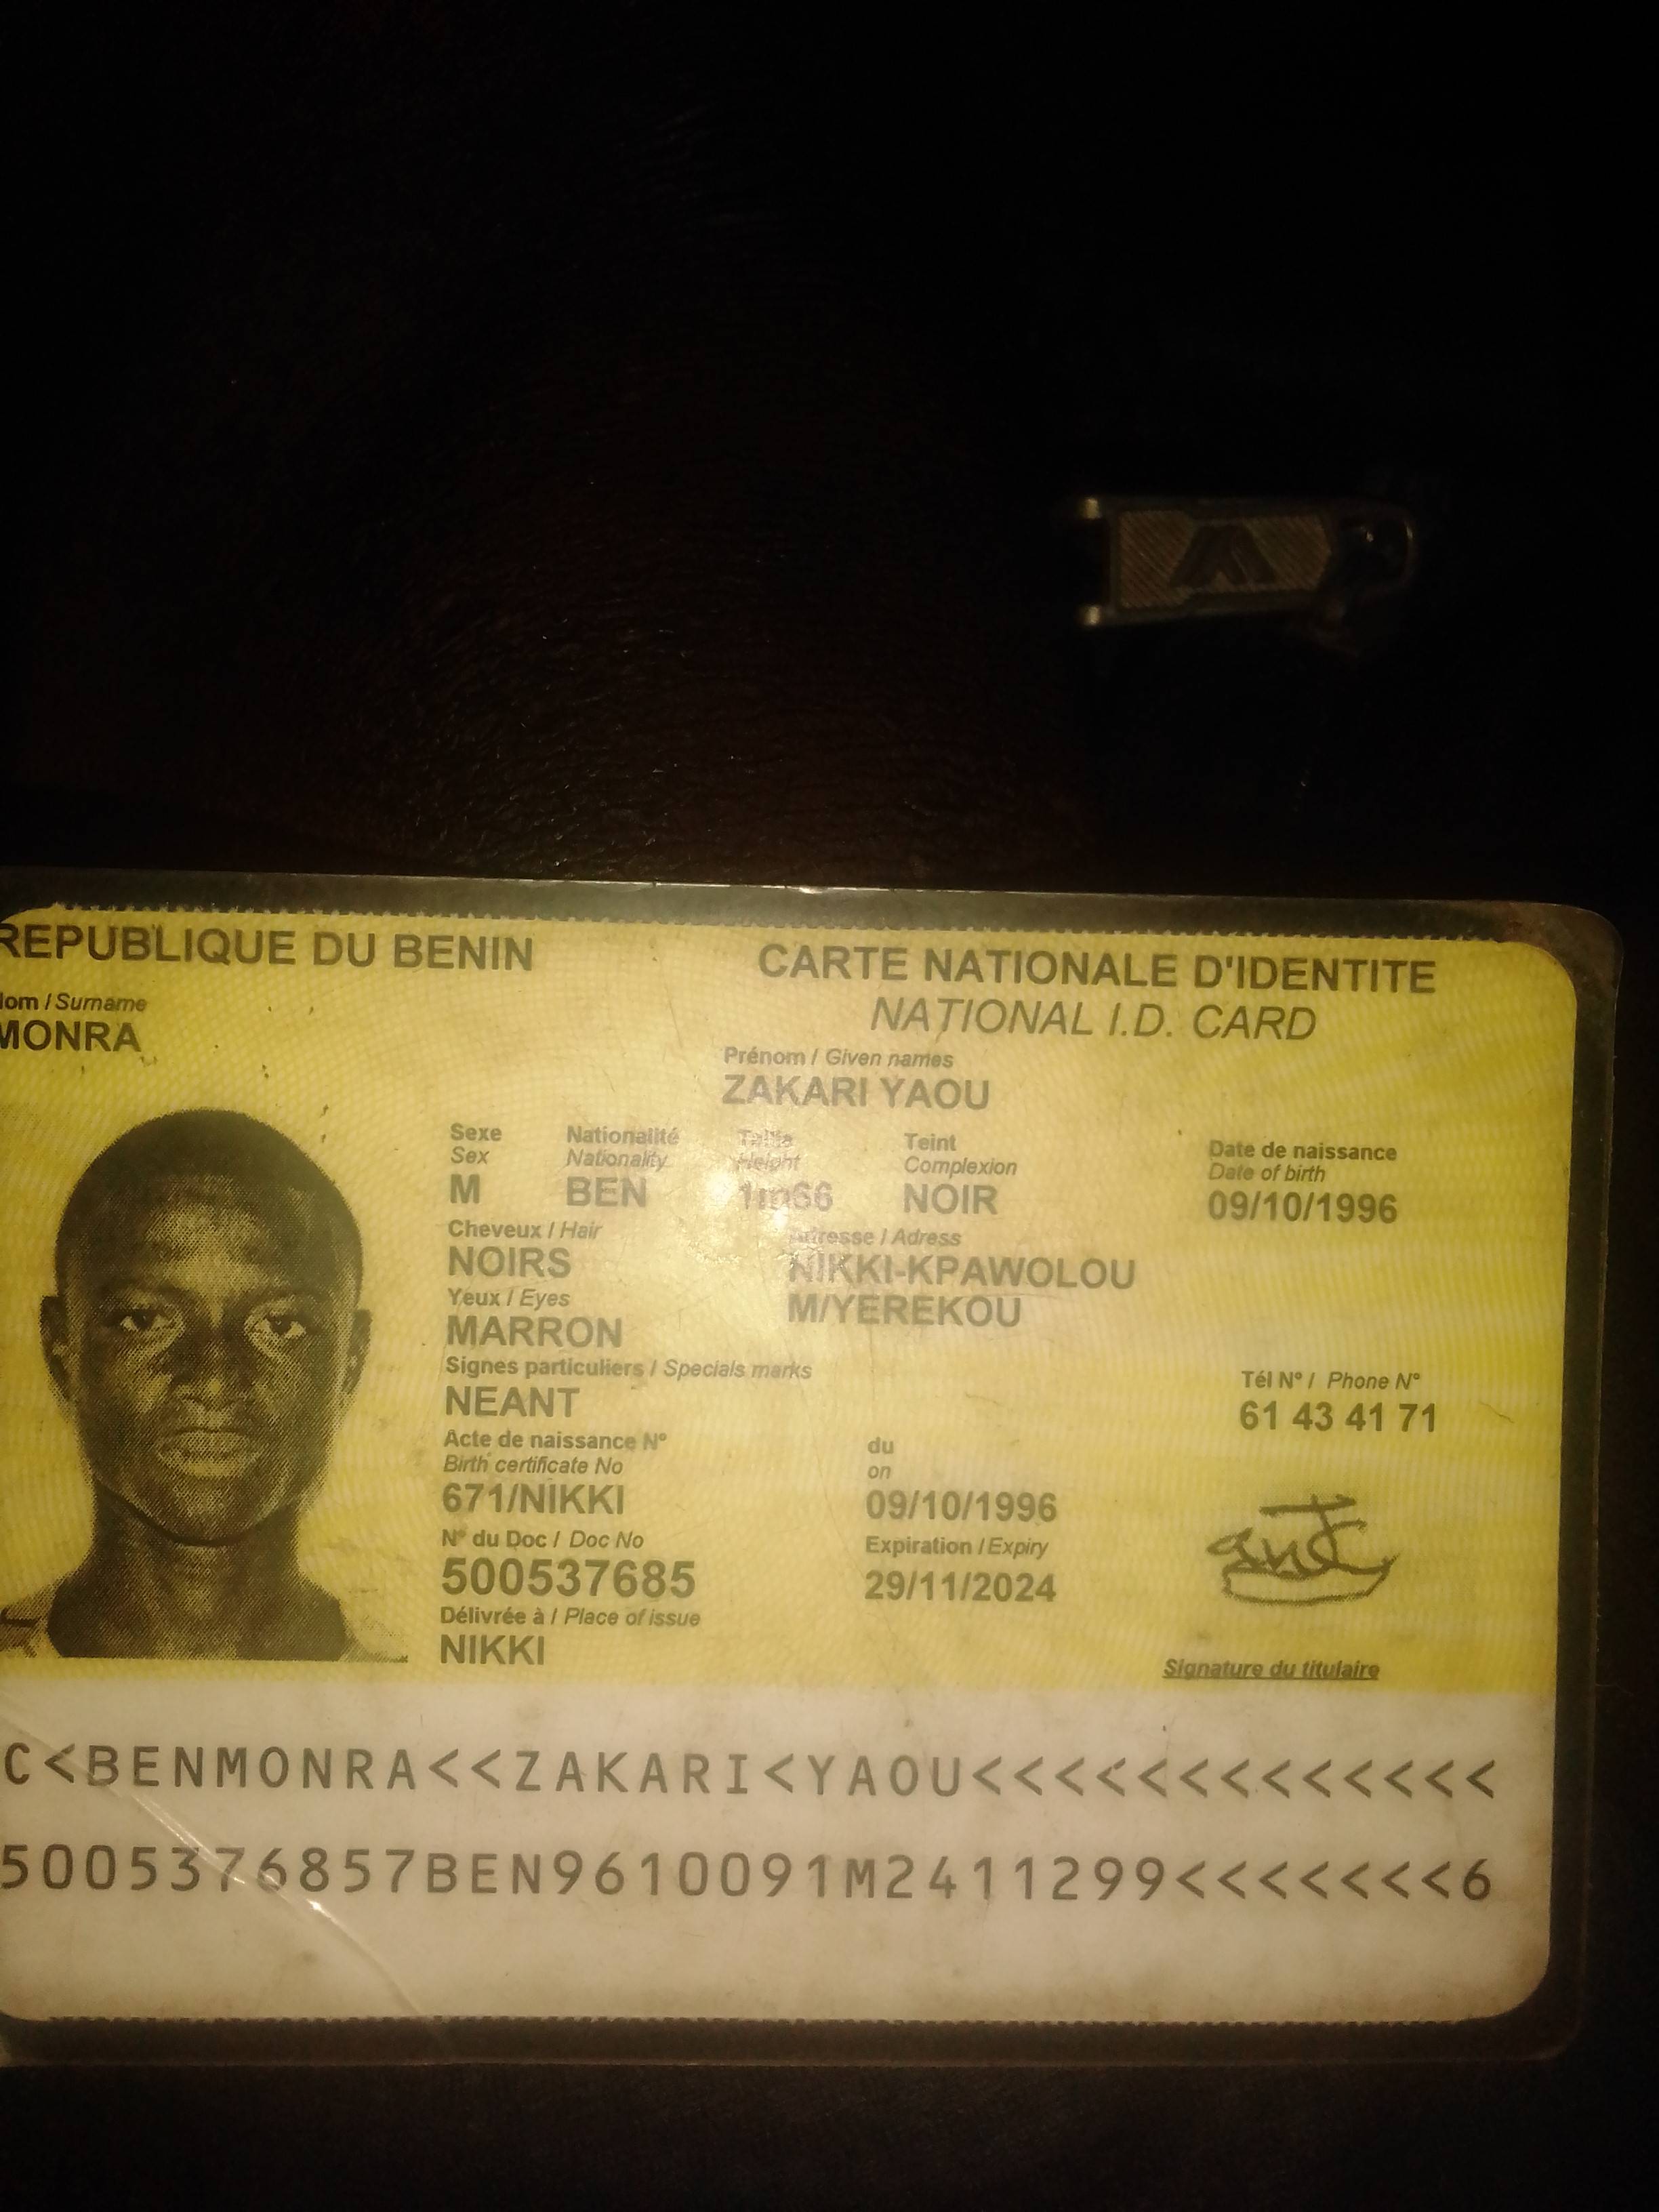 REPUBLIQUE DU BENIN
CARTE NATIONALE D'IDENTITE
NATIONAL I.D. CARD
Nom / Surname
MONRA
Prénom / Given names
ZAKARI YAOU
Sexe Nationalité Taille Teint Date de naissance
Sex Nationality Height Complexion Date of birth
M BEN 1m66 NOIR 09/10/1996
Cheveux / Hair Adresse / Adress
NOIRS NIKKI-KPAWOLOU
Yeux / Eyes M/YEREKOU
MARRON
Signes particuliers / Specials marks Tél N° / Phone N°
NEANT 61 43 41 71
Acte de naissance N° du
Birth certificate No on
671/NIKKI 09/10/1996
N° du Doc / Doc No Expiration / Expiry
500537685 29/11/2024
Délivrée à / Place of issue
NIKKI Signature du titulaire
C<BENMONRA<<ZAKARI<YAOU<<<<<<<<<<<<<
5005376857BEN9610091M2411299<<<<<<<6